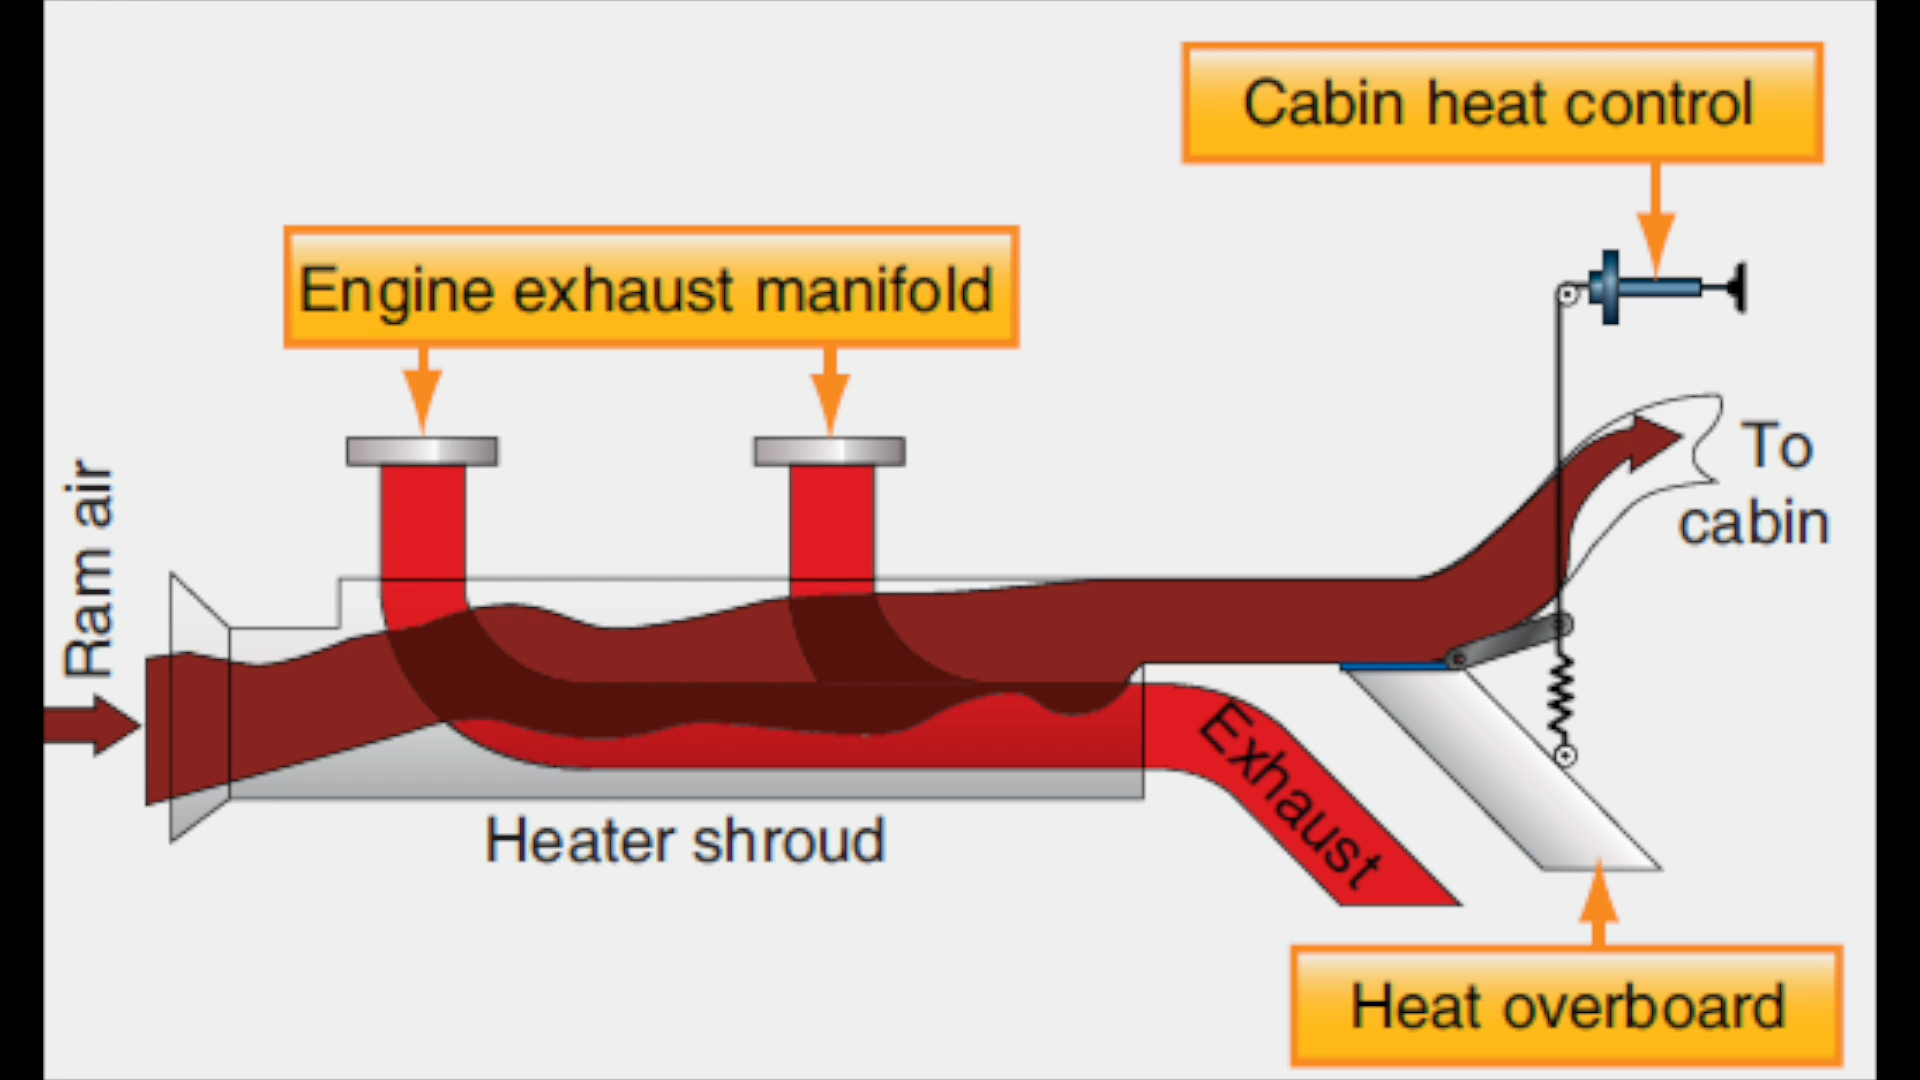 Cabin heat control
Engine exhaust manifold
Ram air
To
cabin
Exhaust
Heater shroud
Heat overboard